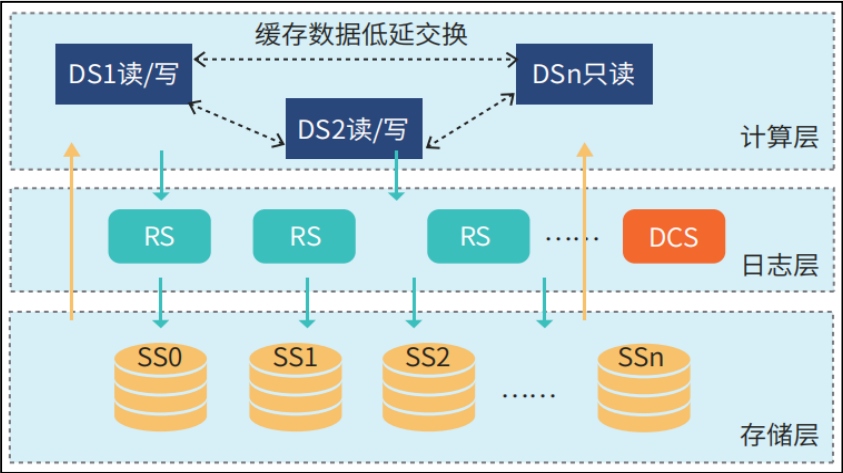 缓存数据低延交换
DS1读/写
DSn只读
DS2读/写
计算层
RS
RS
RS
……
DCS
日志层
SS0
SS1
SS2
……
SSn
存储层